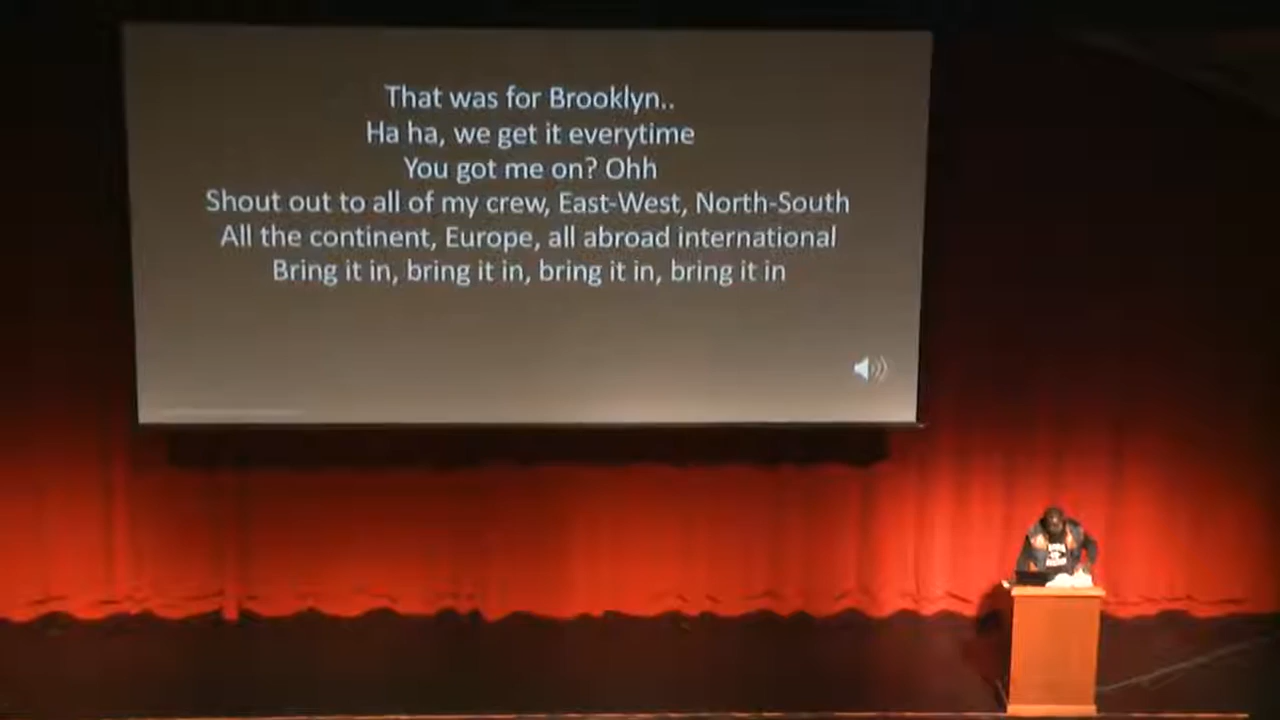 That was for Brooklyn..
Ha ha, we get it everytime
You got me on? Ohh
Shout out to all of my crew, East-West, North-South
All the continent, Europe, all abroad international
Bring it in, bring it in, bring it in, bring it in